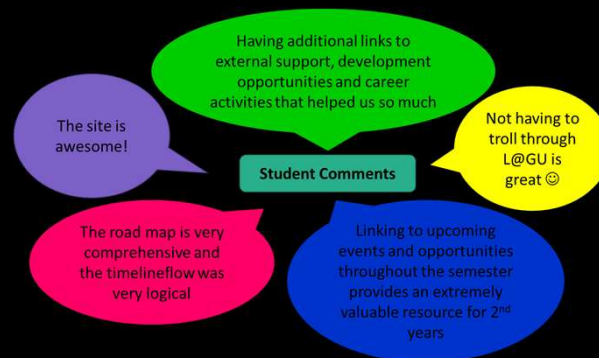 Having additional links to
external support, development
opportunities and career
activities that helped us so much
The site is
awesome!
Not having to
troll through
L@GU is
great ☺
Student Comments
The road map is very
comprehensive and
the timelineflow was
very logical
Linking to upcoming
events and opportunities
throughout the semester
provides an extremely
valuable resource for 2nd
years